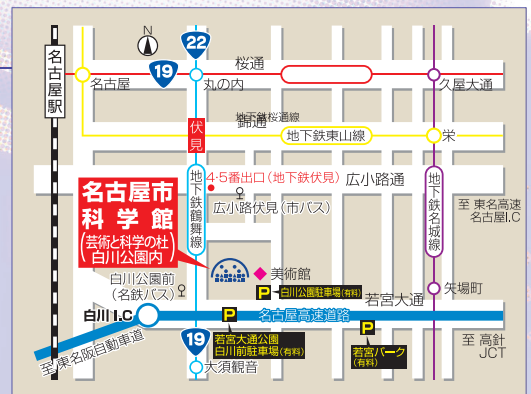 N
22
桜通
名古屋駅
19
名古屋
丸の内
久屋大通
地下鉄桜通線
錦通
地下鉄東山線
栄
伏見
4·5番出口(地下鉄伏見)
広小路通
名古屋市
科学館
(芸術と科学の杜
白川公園内)
地下鉄鶴舞線
広小路伏見(市バス)
地下鉄名城線
至 東名高速
名古屋I.C
美術館
白川公園前
(名鉄バス)
P
白川公園駐車場(有料)
若宮大通
矢場町
白川I.C
P
名古屋高速道路
P
至 東名阪自動車道
19
若宮大通公園
白川前駐車場(有料)
若宮パーク
(有料)
至 高針
JCT
大須観音